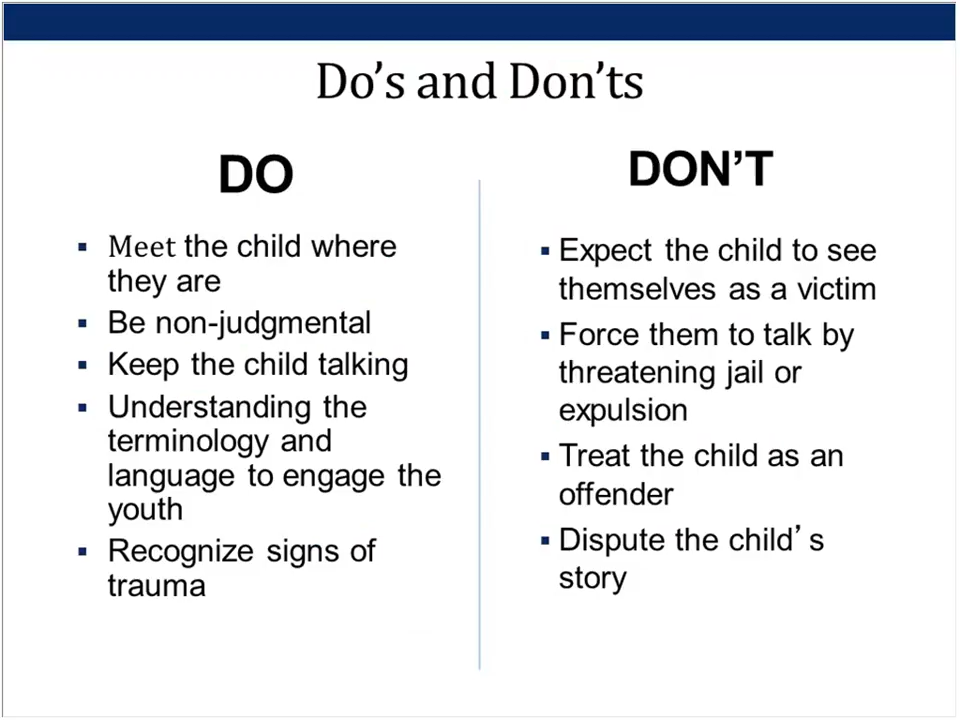 Do’s and Don’ts
DO
▪ Meet the child where
they are
▪ Be non-judgmental
▪ Keep the child talking
▪ Understanding the
terminology and
language to engage the
youth
▪ Recognize signs of
trauma
DON’T
▪ Expect the child to see
themselves as a victim
▪ Force them to talk by
threatening jail or
expulsion
▪ Treat the child as an
offender
▪ Dispute the child’s
story